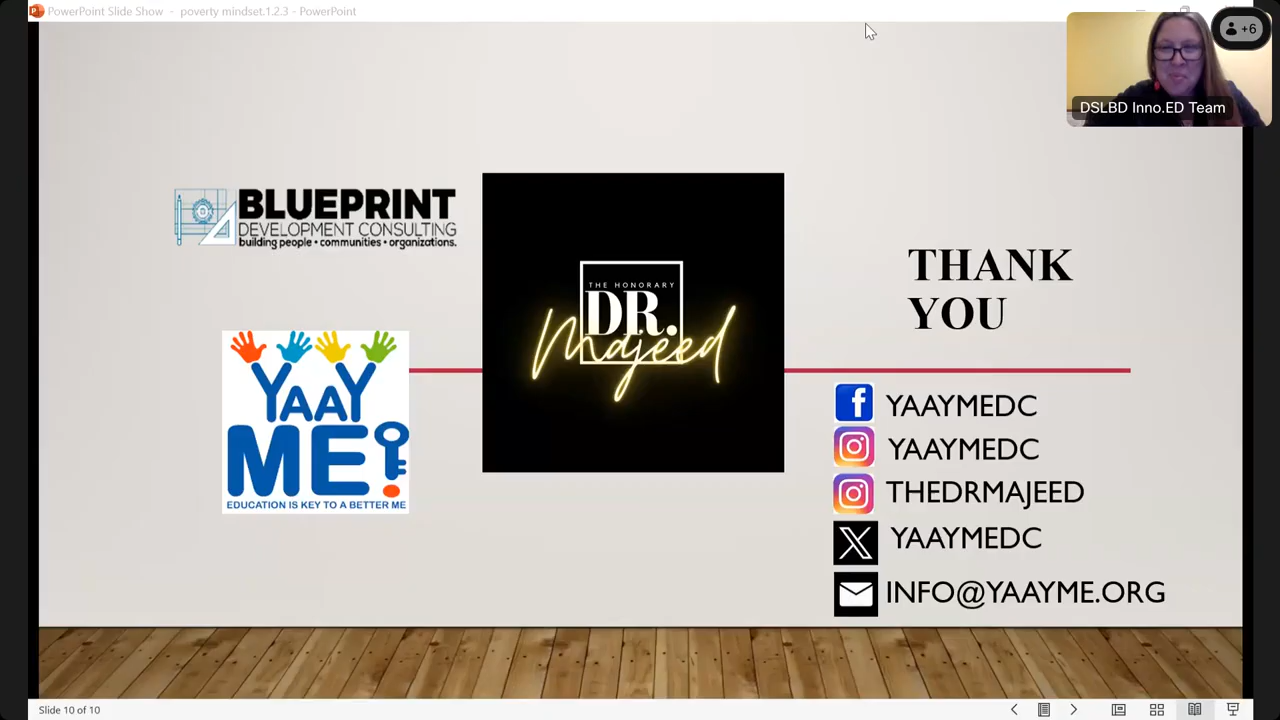 PowerPoint Slide Show - poverty mindset.1.2.3 - PowerPoint
+6
DSLBD Inno.ED Team
BLUEPRINT
DEVELOPMENT CONSULTING
building people • communities • organizations.
THE HONORARY
DR.
Majeed
YAAY
ME!
EDUCATION IS KEY TO A BETTER ME
THANK
YOU
YAAYMEDC
YAAYMEDC
THEDRMAJEED
YAAYMEDC
INFO@YAAYME.ORG
Slide 10 of 10